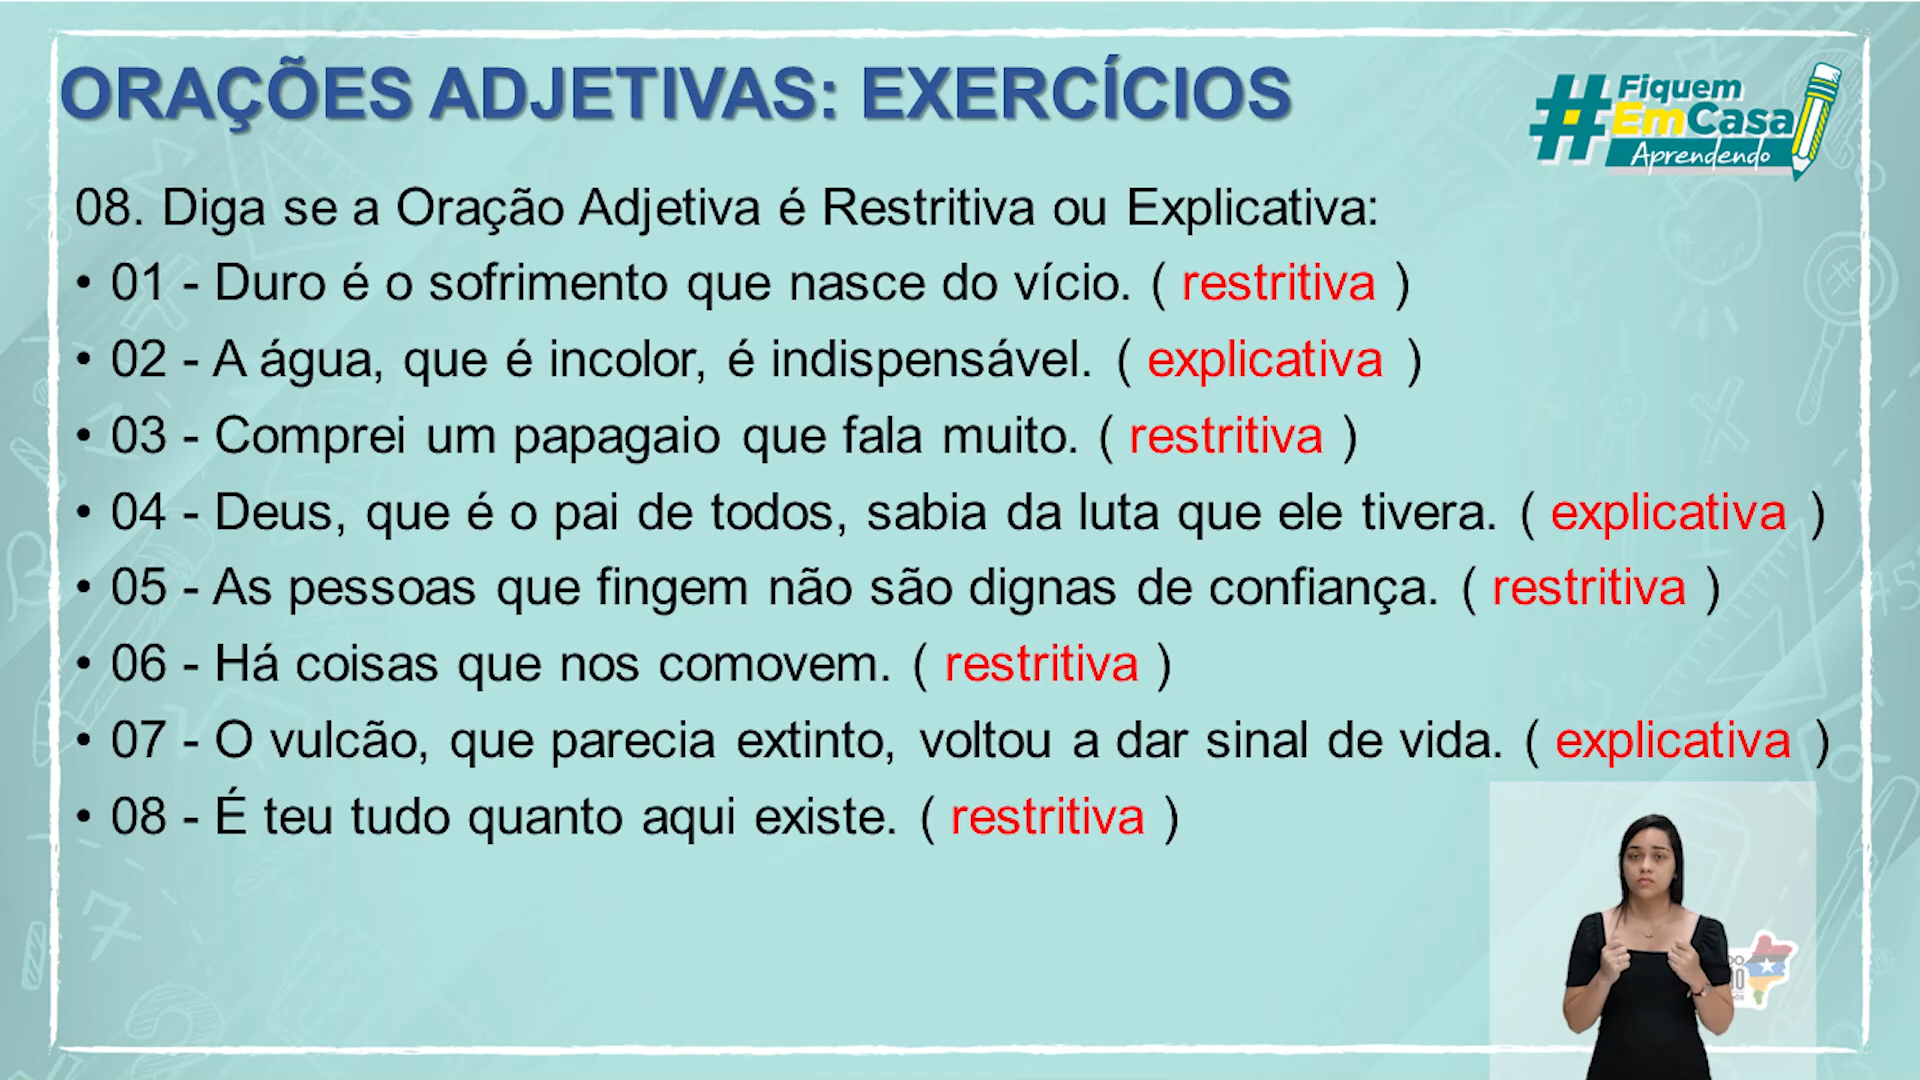 ORAÇÕES ADJETIVAS: EXERCÍCIOS
#Fiquem
EmCasa
Aprendendo
08. Diga se a Oração Adjetiva é Restritiva ou Explicativa:
• 01 - Duro é o sofrimento que nasce do vício. ( restritiva )
• 02 - A água, que é incolor, é indispensável. ( explicativa )
• 03 - Comprei um papagaio que fala muito. ( restritiva )
• 04 - Deus, que é o pai de todos, sabia da luta que ele tivera. ( explicativa )
• 05 - As pessoas que fingem não são dignas de confiança. ( restritiva )
• 06 - Há coisas que nos comovem. ( restritiva )
• 07 - O vulcão, que parecia extinto, voltou a dar sinal de vida. ( explicativa )
• 08 - É teu tudo quanto aqui existe. ( restritiva )